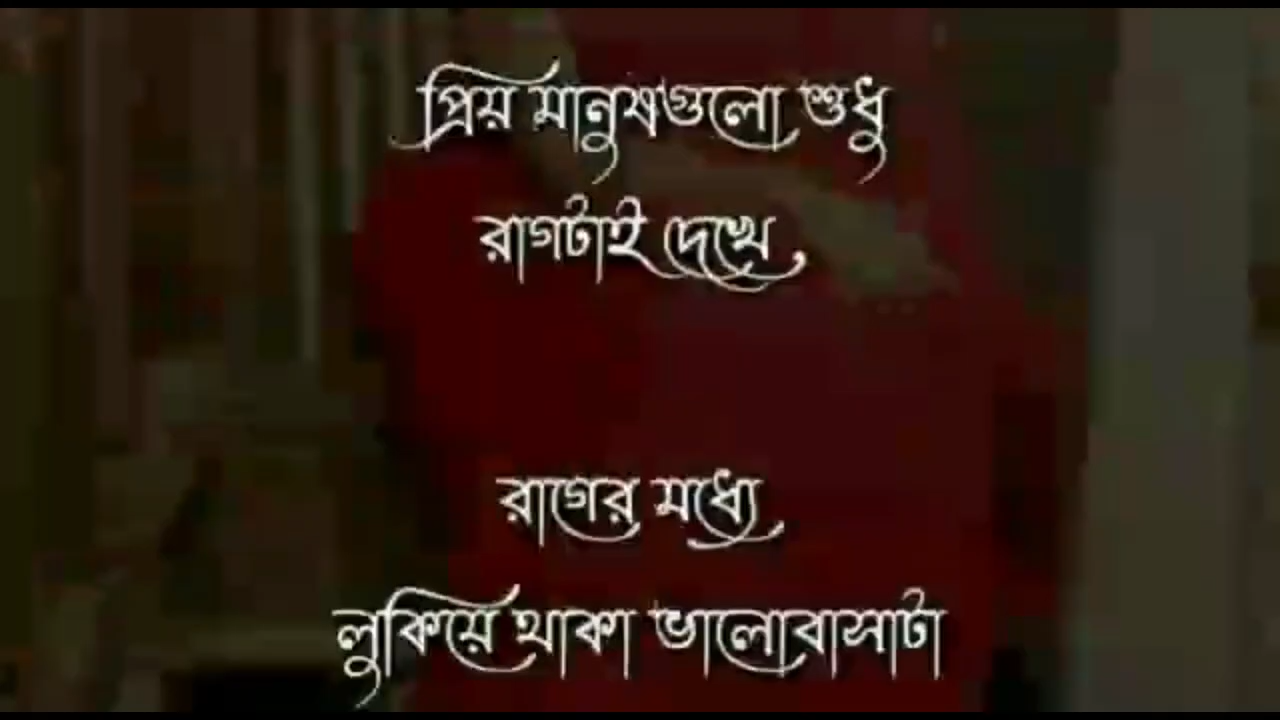 প্রিয় মানুষগুলো শুধু
রাগটাই দেখে
রাগের মধ্যে
লুকিয়ে থাকা ভালোবাসাটা